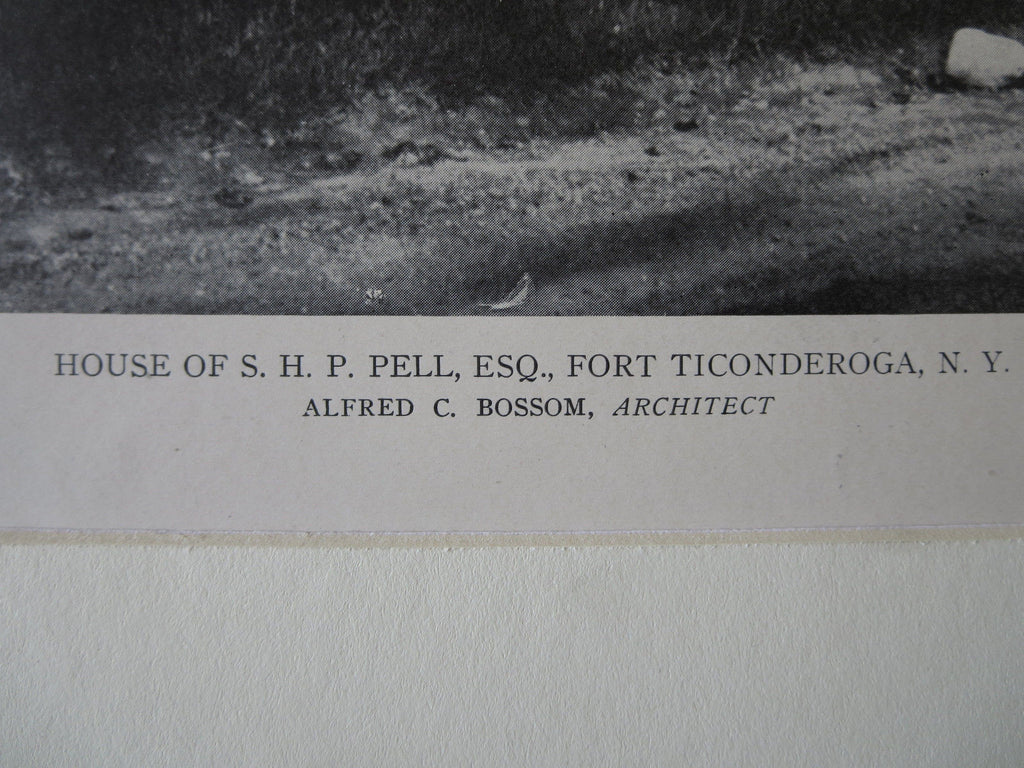 HOUSE OF S. H. P. PELL, ESQ., FORT TICONDEROGA, N. Y.
ALFRED C. BOSSOM, ARCHITECT